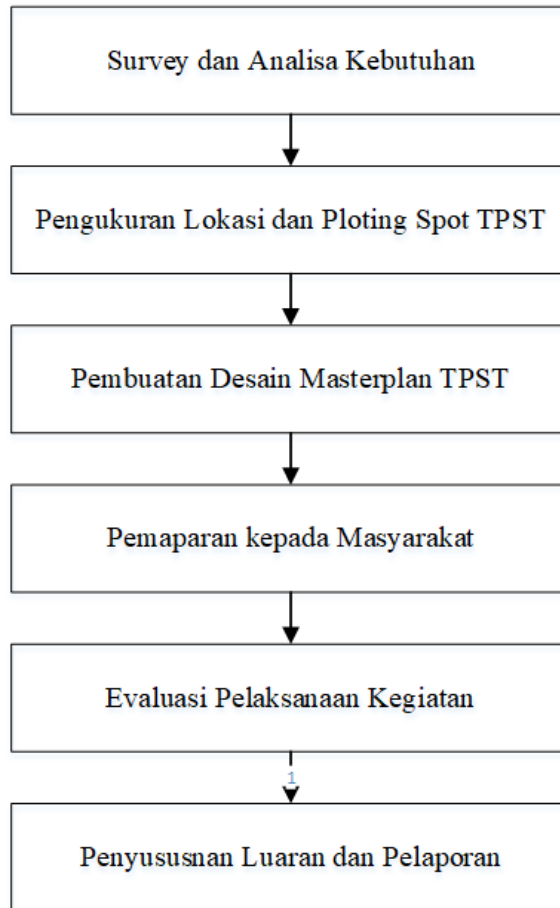 Survey dan Analisa Kebutuhan
Pengukuran Lokasi dan Ploting Spot TPST
Pembuatan Desain Masterplan TPST
Pemaparan kepada Masyarakat
Evaluasi Pelaksanaan Kegiatan
1
Penyususnan Luaran dan Pelaporan